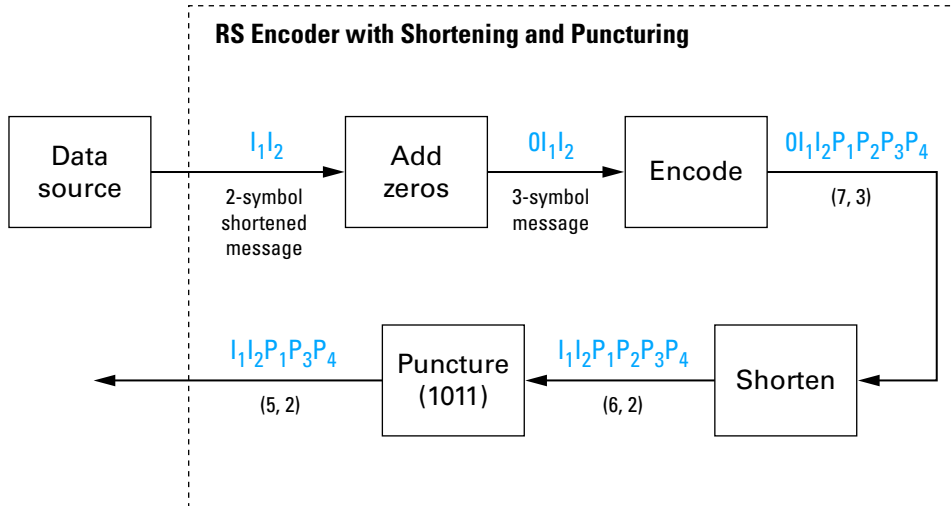 RS Encoder with Shortening and Puncturing
Data
source
I₁I₂
2-symbol
shortened
message
Add
zeros
0I₁I₂
3-symbol
message
Encode
0I₁I₂P₁P₂P₃P₄
(7, 3)
Shorten
I₁I₂P₁P₂P₃P₄
(6, 2)
Puncture
(1011)
I₁I₂P₁P₃P₄
(5, 2)